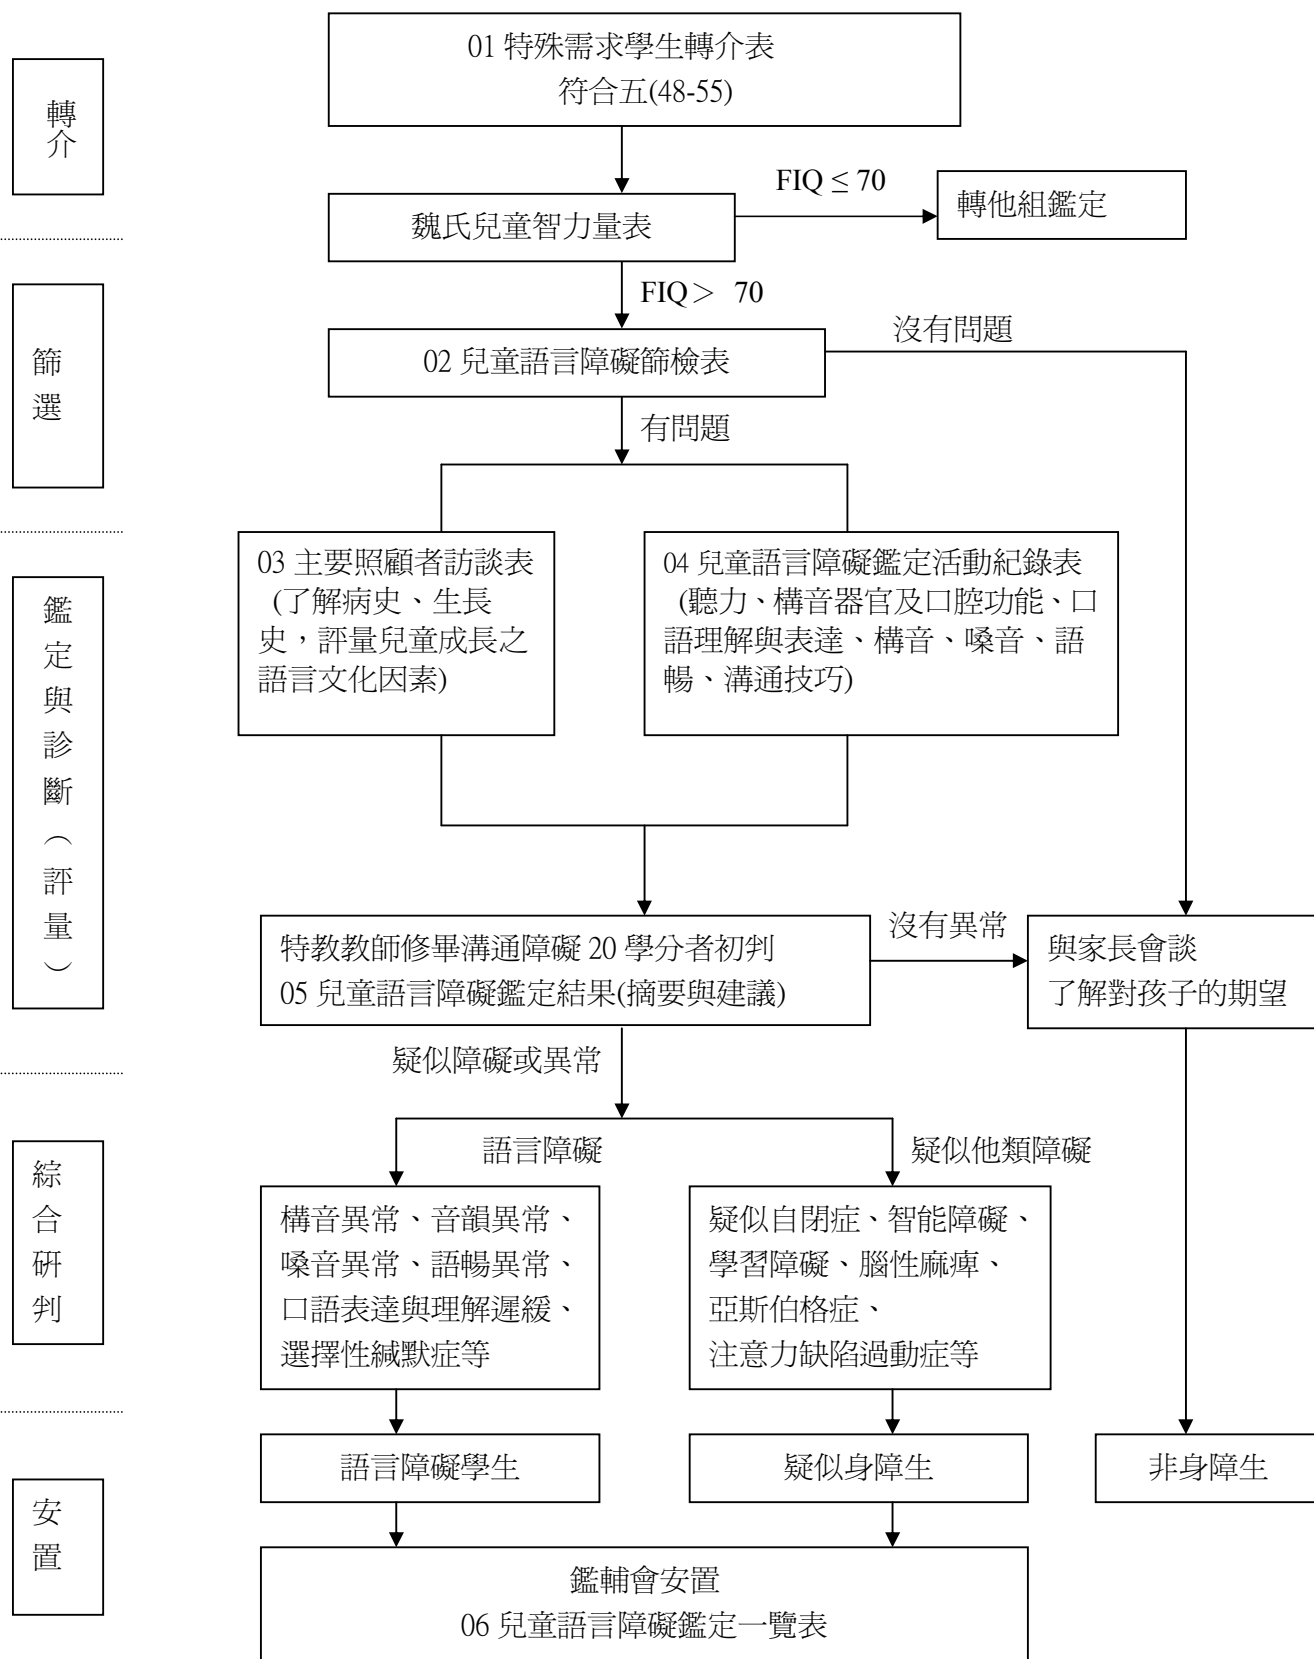 01 特殊需求學生轉介表
符合五(48-55)
轉介
FIQ ≤ 70
魏氏兒童智力量表
轉他組鑑定
FIQ＞ 70
篩選
02 兒童語言障礙篩檢表
沒有問題
有問題
鑑定與診斷（評量）
03 主要照顧者訪談表
(了解病史、生長
史，評量兒童成長之
語言文化因素)
04 兒童語言障礙鑑定活動紀錄表
(聽力、構音器官及口腔功能、口
語理解與表達、構音、嗓音、語
暢、溝通技巧)
特教教師修畢溝通障礙 20 學分者初判
05 兒童語言障礙鑑定結果(摘要與建議)
沒有異常
與家長會談
了解對孩子的期望
疑似障礙或異常
綜合研判
語言障礙
疑似他類障礙
構音異常、音韻異常、
嗓音異常、語暢異常、
口語表達與理解遲緩、
選擇性緘默症等
疑似自閉症、智能障礙、
學習障礙、腦性麻痺、
亞斯伯格症、
注意力缺陷過動症等
安置
語言障礙學生
疑似身障生
非身障生
鑑輔會安置
06 兒童語言障礙鑑定一覽表